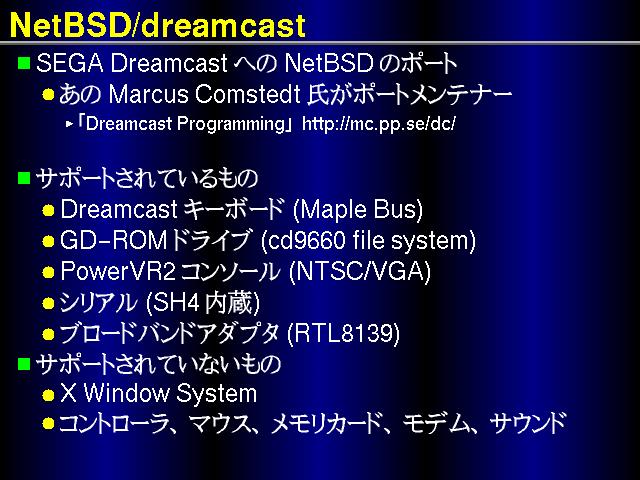 NetBSD/dreamcast
SEGA Dreamcast への NetBSD のポート
あの Marcus Comstedt 氏がポートメンテナー
「Dreamcast Programming」 http://mc.pp.se/dc/
サポートされているもの
Dreamcast キーボード (Maple Bus)
GD-ROM ドライブ (cd9660 file system)
PowerVR2 コンソール (NTSC/VGA)
シリアル (SH4 内蔵)
ブロードバンドアダプタ (RTL8139)
サポートされていないもの
X Window System
コントローラ、マウス、メモリカード、モデム、サウンド